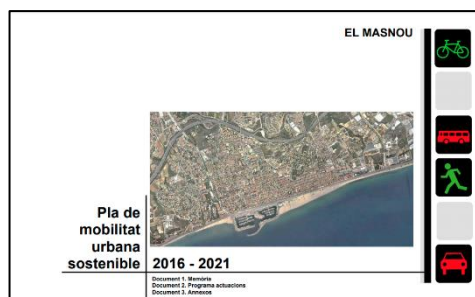 EL MASNOU
Pla de
mobilitat
urbana
sostenible
2016 - 2021
Document 1. Memòria
Document 2. Programa actuacions
Document 3. Annexos